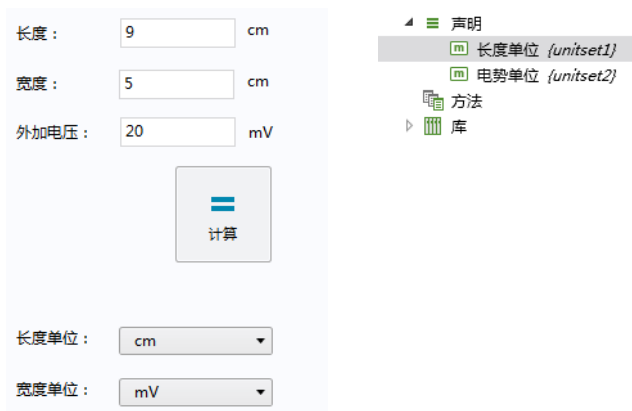 长度： 9 cm
宽度： 5 cm
外加电压： 20 mV
计算
长度单位： cm
宽度单位： mV
声明
长度单位 {unitset1}
电势单位 {unitset2}
方法
库